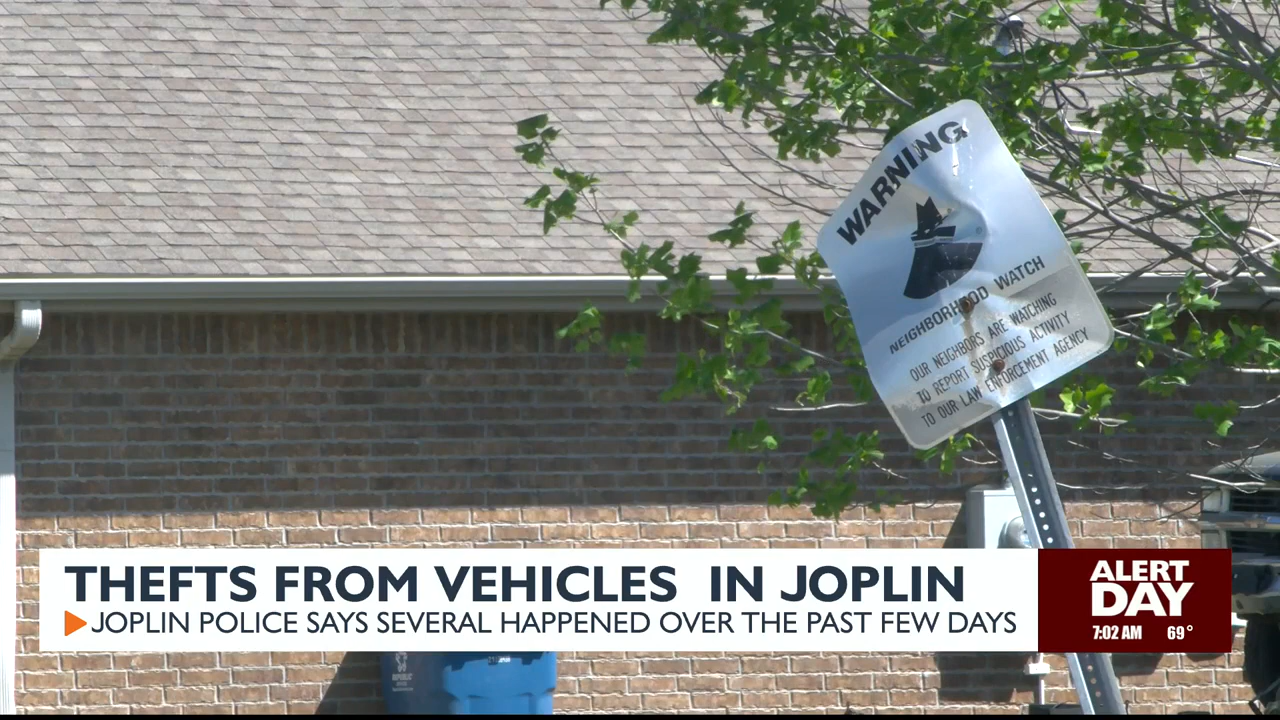 WARNING
NEIGHBORHOOD WATCH
OUR NEIGHBORS ARE WATCHING
TO REPORT SUSPICIOUS ACTIVITY
TO OUR LAW ENFORCEMENT AGENCY
THEFTS FROM VEHICLES IN JOPLIN
JOPLIN POLICE SAYS SEVERAL HAPPENED OVER THE PAST FEW DAYS
ALERT
DAY
7:02 AM 69°
REPUBLIC